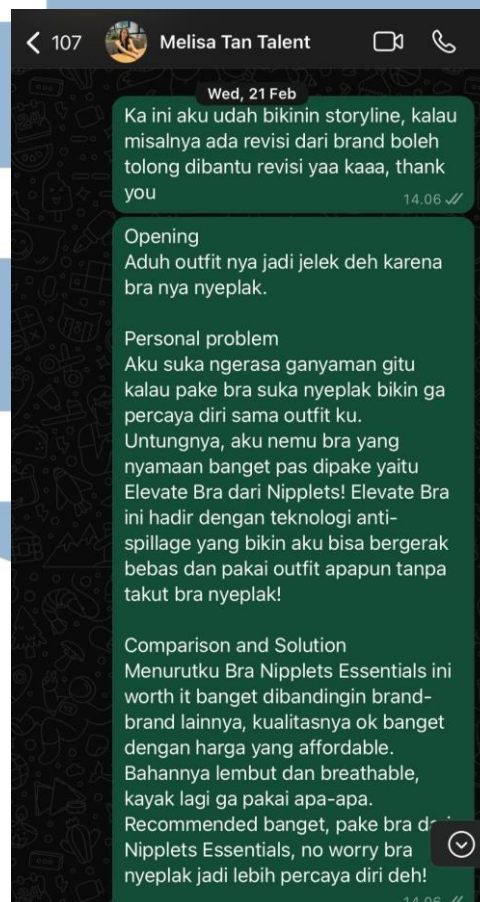 107
Melisa Tan Talent
Wed, 21 Feb
Ka ini aku udah bikinin storyline, kalau
misalnya ada revisi dari brand boleh
tolong dibantu revisi yaa kaaa, thank
you
14.06
Opening
Aduh outfit nya jadi jelek deh karena
bra nya nyeplak.
Personal problem
Aku suka ngerasa ganyaman gitu
kalau pake bra suka nyeplak bikin ga
percaya diri sama outfit ku.
Untungnya, aku nemu bra yang
nyamaan banget pas dipake yaitu
Elevate Bra dari Nipplets! Elevate Bra
ini hadir dengan teknologi anti-
spillage yang bikin aku bisa bergerak
bebas dan pakai outfit apapun tanpa
takut bra nyeplak!
Comparison and Solution
Menurutku Bra Nipplets Essentials ini
worth it banget dibandingin brand-
brand lainnya, kualitasnya ok banget
dengan harga yang affordable.
Bahannya lembut dan breathable,
kayak lagi ga pakai apa-apa.
Recommended banget, pake bra
Nipplets Essentials, no worry bra
nyeplak jadi lebih percaya diri deh!
14.06